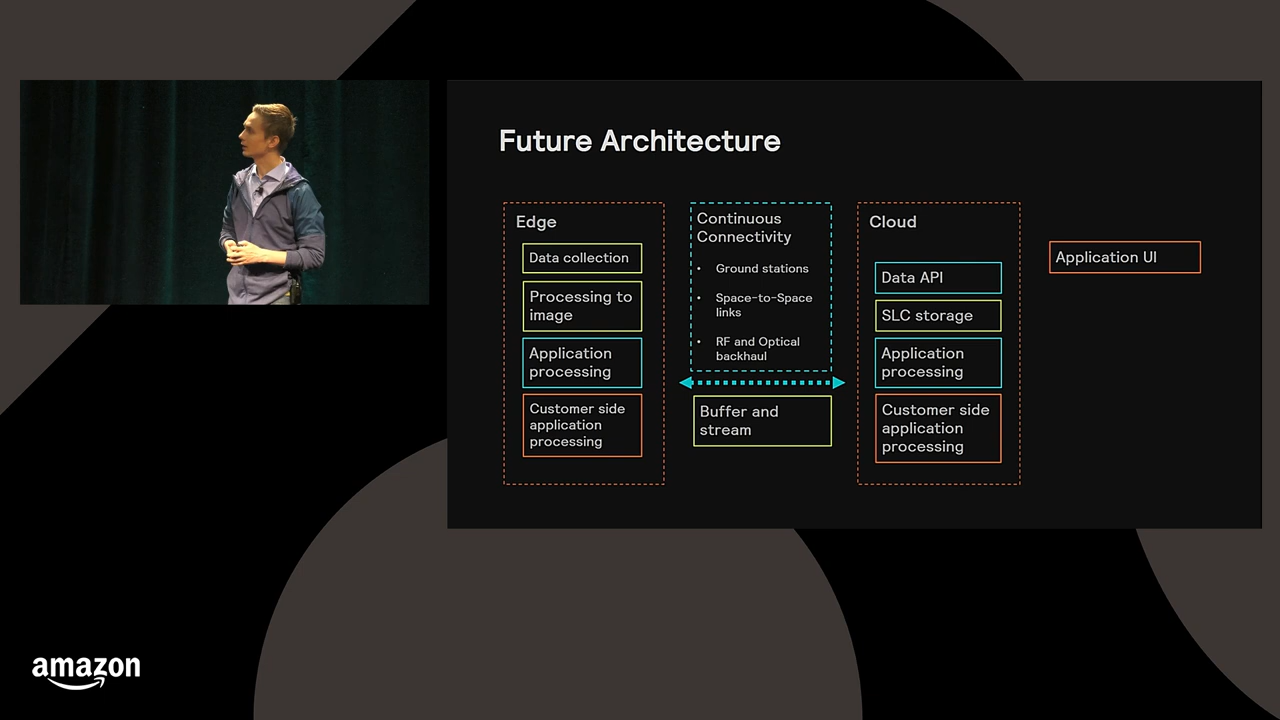 Future Architecture
Edge
Data collection
Processing to
image
Application
processing
Customer side
application
processing
Continuous
Connectivity
• Ground stations
• Space-to-Space
links
• RF and Optical
backhaul
Buffer and
stream
Cloud
Data API
SLC storage
Application
processing
Customer side
application
processing
Application UI
amazon